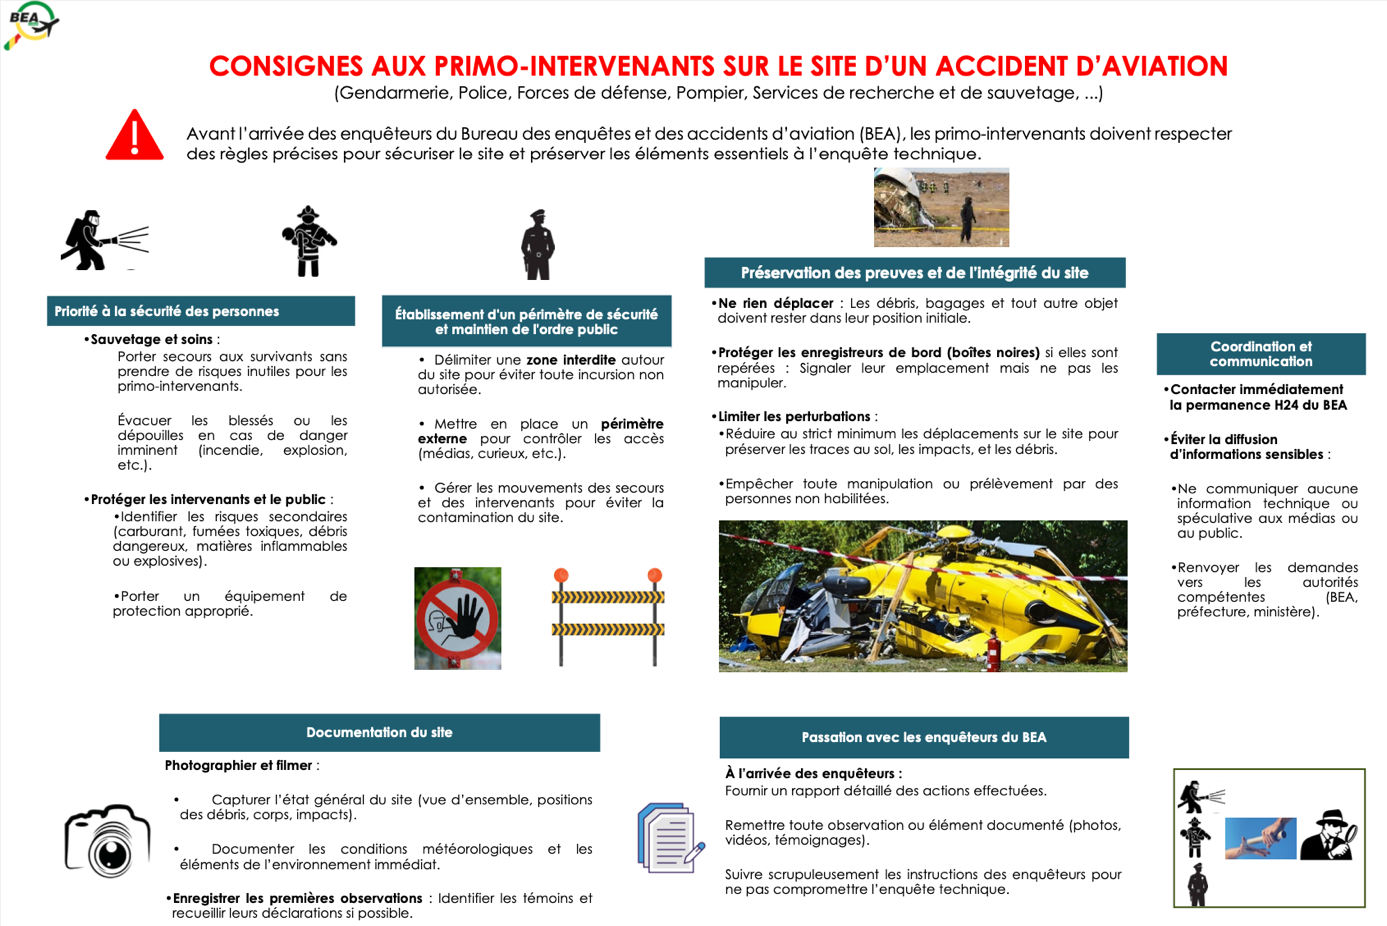 BEA
CONSIGNES AUX PRIMO-INTERVENANTS SUR LE SITE D’UN ACCIDENT D’AVIATION
(Gendarmerie, Police, Forces de défense, Pompier, Services de recherche et de sauvetage, ...)
Avant l’arrivée des enquêteurs du Bureau des enquêtes et des accidents d’aviation (BEA), les primo-intervenants doivent respecter
des règles précises pour sécuriser le site et préserver les éléments essentiels à l’enquête technique.
Priorité à la sécurité des personnes
•Sauvetage et soins :
Porter secours aux survivants sans
prendre de risques inutiles pour les
primo-intervenants.
Évacuer les blessés ou les
dépouilles en cas de danger
imminent (incendie, explosion,
etc.).
•Protéger les intervenants et le public :
•Identifier les risques secondaires
(carburant, fumées toxiques, débris
dangereux, matières inflammables
ou explosives).
•Porter un équipement de
protection approprié.
Établissement d'un périmètre de sécurité
et maintien de l'ordre public
• Délimiter une zone interdite autour
du site pour éviter toute incursion non
autorisée.
• Mettre en place un périmètre
externe pour contrôler les accès
(médias, curieux, etc.).
• Gérer les mouvements des secours
et des intervenants pour éviter la
contamination du site.
Préservation des preuves et de l'intégrité du site
•Ne rien déplacer : Les débris, bagages et tout autre objet
doivent rester dans leur position initiale.
•Protéger les enregistreurs de bord (boîtes noires) si elles sont
repérées : Signaler leur emplacement mais ne pas les
manipuler.
•Limiter les perturbations :
•Réduire au strict minimum les déplacements sur le site pour
préserver les traces au sol, les impacts, et les débris.
•Empêcher toute manipulation ou prélèvement par des
personnes non habilitées.
Coordination et
communication
•Contacter immédiatement
la permanence H24 du BEA
•Éviter la diffusion
d’informations sensibles :
•Ne communiquer aucune
information technique ou
spéculative aux médias ou
au public.
•Renvoyer les demandes
vers les autorités
compétentes (BEA,
préfecture, ministère).
Documentation du site
Photographier et filmer :
• Capturer l’état général du site (vue d’ensemble, positions
des débris, corps, impacts).
• Documenter les conditions météorologiques et les
éléments de l’environnement immédiat.
•Enregistrer les premières observations : Identifier les témoins et
recueillir leurs déclarations si possible.
Passation avec les enquêteurs du BEA
À l’arrivée des enquêteurs :
Fournir un rapport détaillé des actions effectuées.
Remettre toute observation ou élément documenté (photos,
vidéos, témoignages).
Suivre scrupuleusement les instructions des enquêteurs pour
ne pas compromettre l’enquête technique.